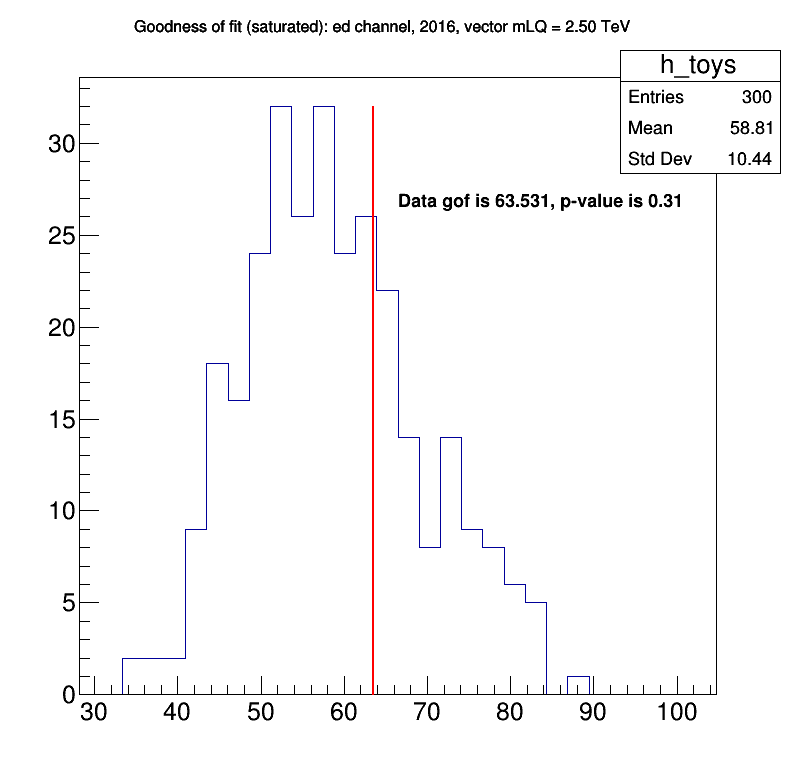 Goodness of fit (saturated): ed channel, 2016, vector mLQ = 2.50 TeV
h_toys
Entries 300
Mean 58.81
Std Dev 10.44
Data gof is 63.531, p-value is 0.31
30
25
20
15
10
5
0
30 40 50 60 70 80 90 100